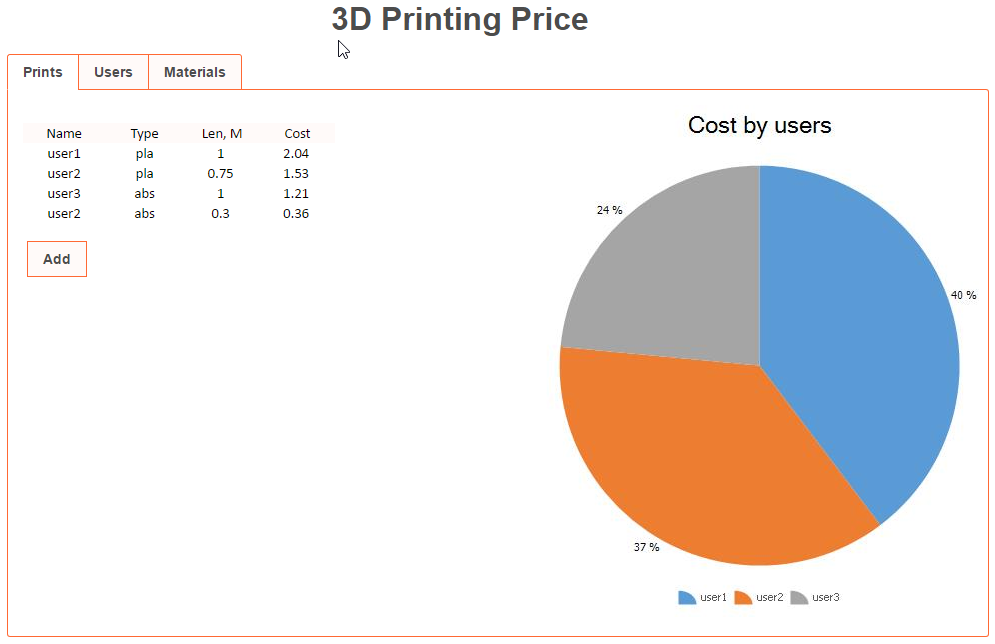 3D Printing Price
Prints Users Materials
Name Type Len, M Cost
user1 pla 1 2.04
user2 pla 0.75 1.53
user3 abs 1 1.21
user2 abs 0.3 0.36
Add
Cost by users
24 %
40 %
37 %
user1 user2 user3